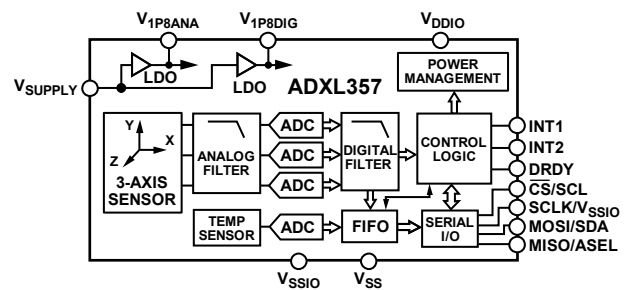 V1P8ANA
V1P8DIG
VDDIO
VSUPPLY
LDO
LDO
ADXL357
POWER
MANAGEMENT
Y
X
Z
3-AXIS
SENSOR
ANALOG
FILTER
ADC
ADC
ADC
DIGITAL
FILTER
CONTROL
LOGIC
INT1
INT2
DRDY
TEMP
SENSOR
ADC
FIFO
SERIAL
I/O
C̅S̅/SCL
SCLK/VSSIO
MOSI/SDA
MISO/ASEL
VSSIO
VSS